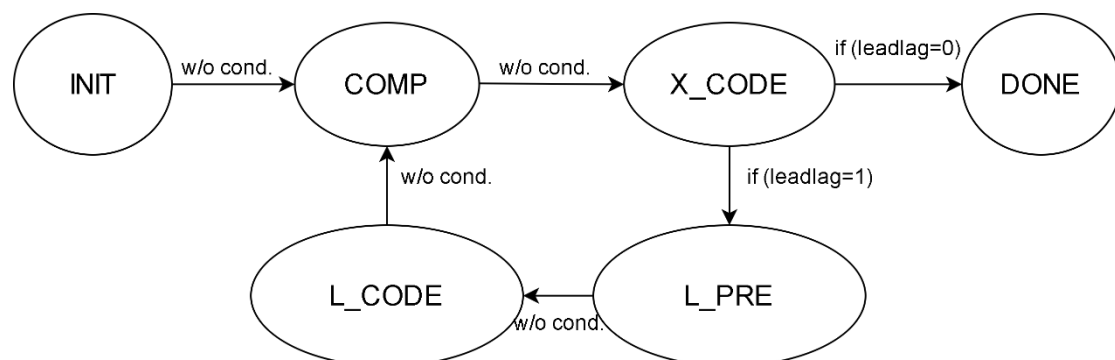 if (leadlag=0)
INIT
w/o cond.
COMP
w/o cond.
X_CODE
DONE
w/o cond.
if (leadlag=1)
L_CODE
w/o cond.
L_PRE